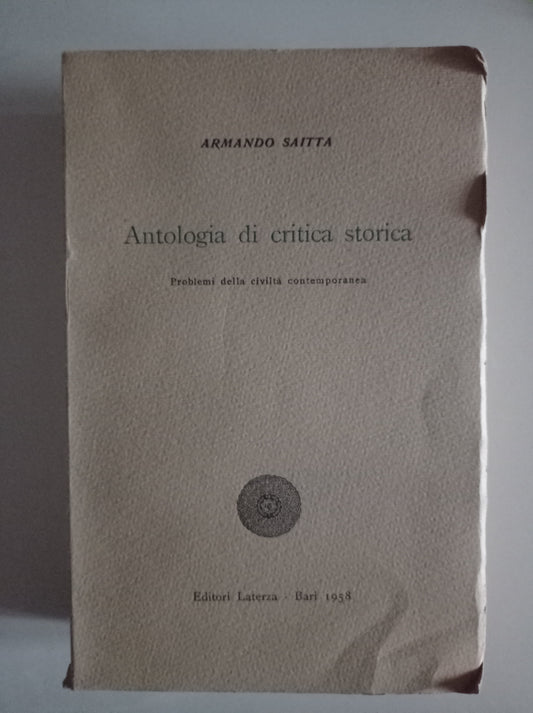 ARMANDO SAITTA
Antologia di critica storica
Problemi della civiltà contemporanea
Editori Laterza - Bari 1958